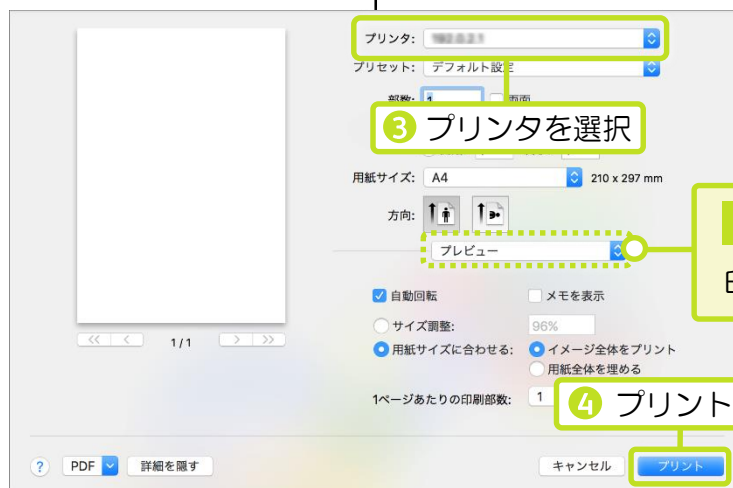 プリンタ:
プリセット: デフォルト設定
部数: 1 両面
❸ プリンタを選択
用紙サイズ: A4 210 x 297 mm
方向:
プレビュー
自動回転 メモを表示
サイズ調整: 96%
用紙サイズに合わせる: イメージ全体をプリント
用紙全体を埋める
1ページあたりの印刷部数: 1
<< < 1/1 > >>
❹ プリント
? PDF 詳細を隠す キャンセル プリント